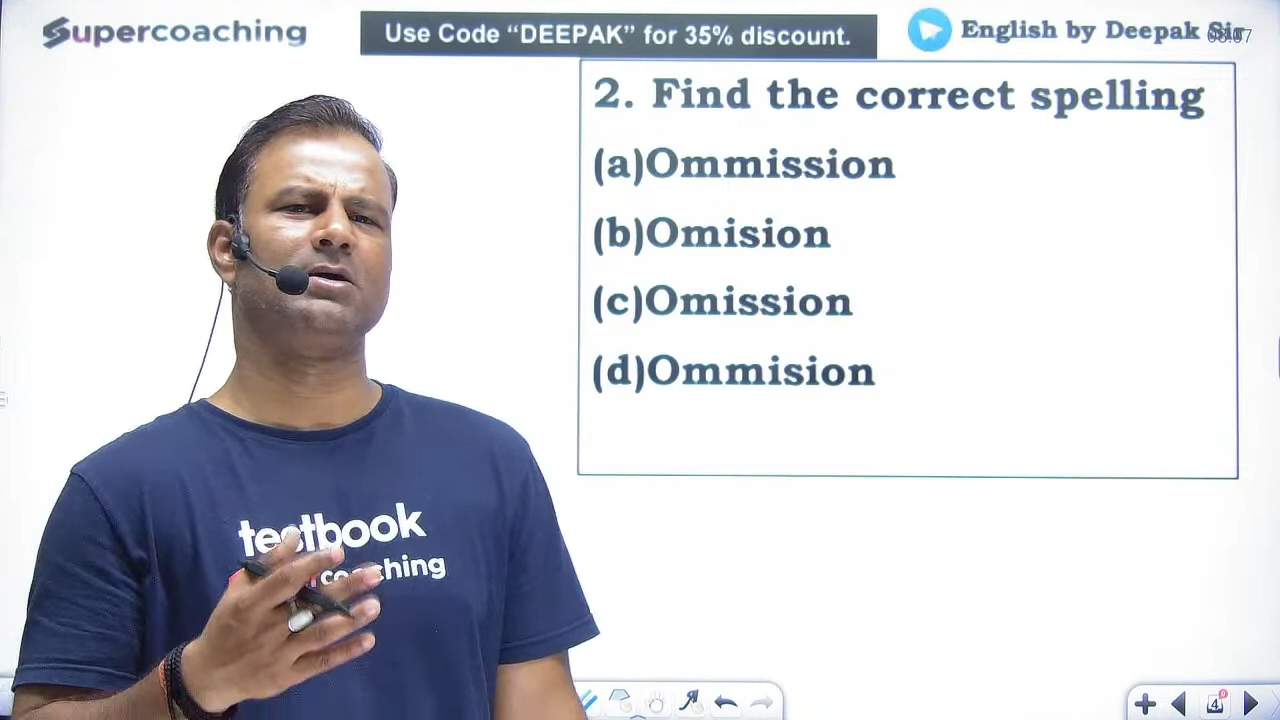 Supercoaching
Use Code “DEEPAK” for 35% discount.
English by Deepak Sir
2. Find the correct spelling
(a)Ommission
(b)Omision
(c)Omission
(d)Ommision
testbook
coaching
4